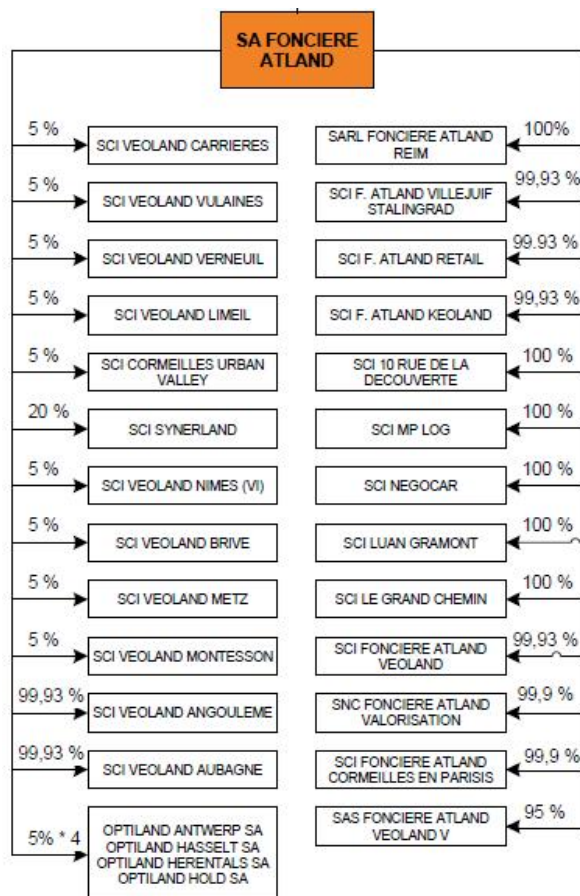 SA FONCIERE
ATLAND
5 %
SCI VEOLAND CARRIERES
5 %
SCI VEOLAND VULAINES
5 %
SCI VEOLAND VERNEUIL
5 %
SCI VEOLAND LIMEIL
5 %
SCI CORMEILLES URBAN
VALLEY
20 %
SCI SYNERLAND
5 %
SCI VEOLAND NIMES (VI)
5 %
SCI VEOLAND BRIVE
5 %
SCI VEOLAND METZ
5 %
SCI VEOLAND MONTESSON
99,93 %
SCI VEOLAND ANGOULEME
99,93 %
SCI VEOLAND AUBAGNE
5% * 4
OPTILAND ANTWERP SA
OPTILAND HASSELT SA
OPTILAND HERENTALS SA
OPTILAND HOLD SA
SARL FONCIERE ATLAND
REIM
100%
SCI F. ATLAND VILLEJUIF
STALINGRAD
99,93 %
SCI F. ATLAND RETAIL
99.93 %
SCI F. ATLAND KEOLAND
99,93 %
SCI 10 RUE DE LA
DECOUVERTE
100 %
SCI MP LOG
100 %
SCI NEGOCAR
100 %
SCI LUAN GRAMONT
100 %
SCI LE GRAND CHEMIN
100 %
SCI FONCIERE ATLAND
VEOLAND
99,93 %
SNC FONCIERE ATLAND
VALORISATION
99,9 %
SCI FONCIERE ATLAND
CORMEILLES EN PARISIS
99,9 %
SAS FONCIERE ATLAND
VEOLAND V
95 %